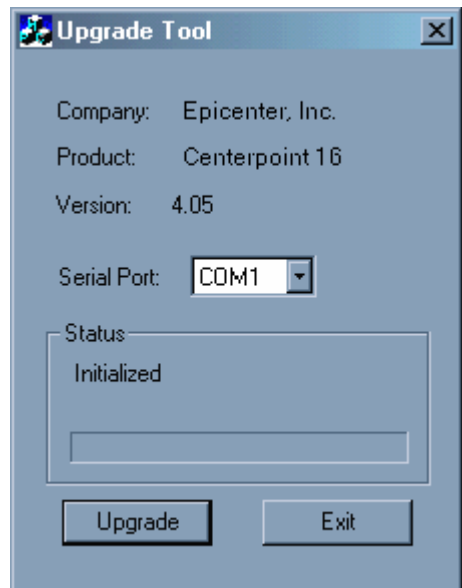 Upgrade Tool
Company: Epicenter, Inc.
Product: Centerpoint 16
Version: 4.05
Serial Port: COM1
Status
Initialized
Upgrade Exit